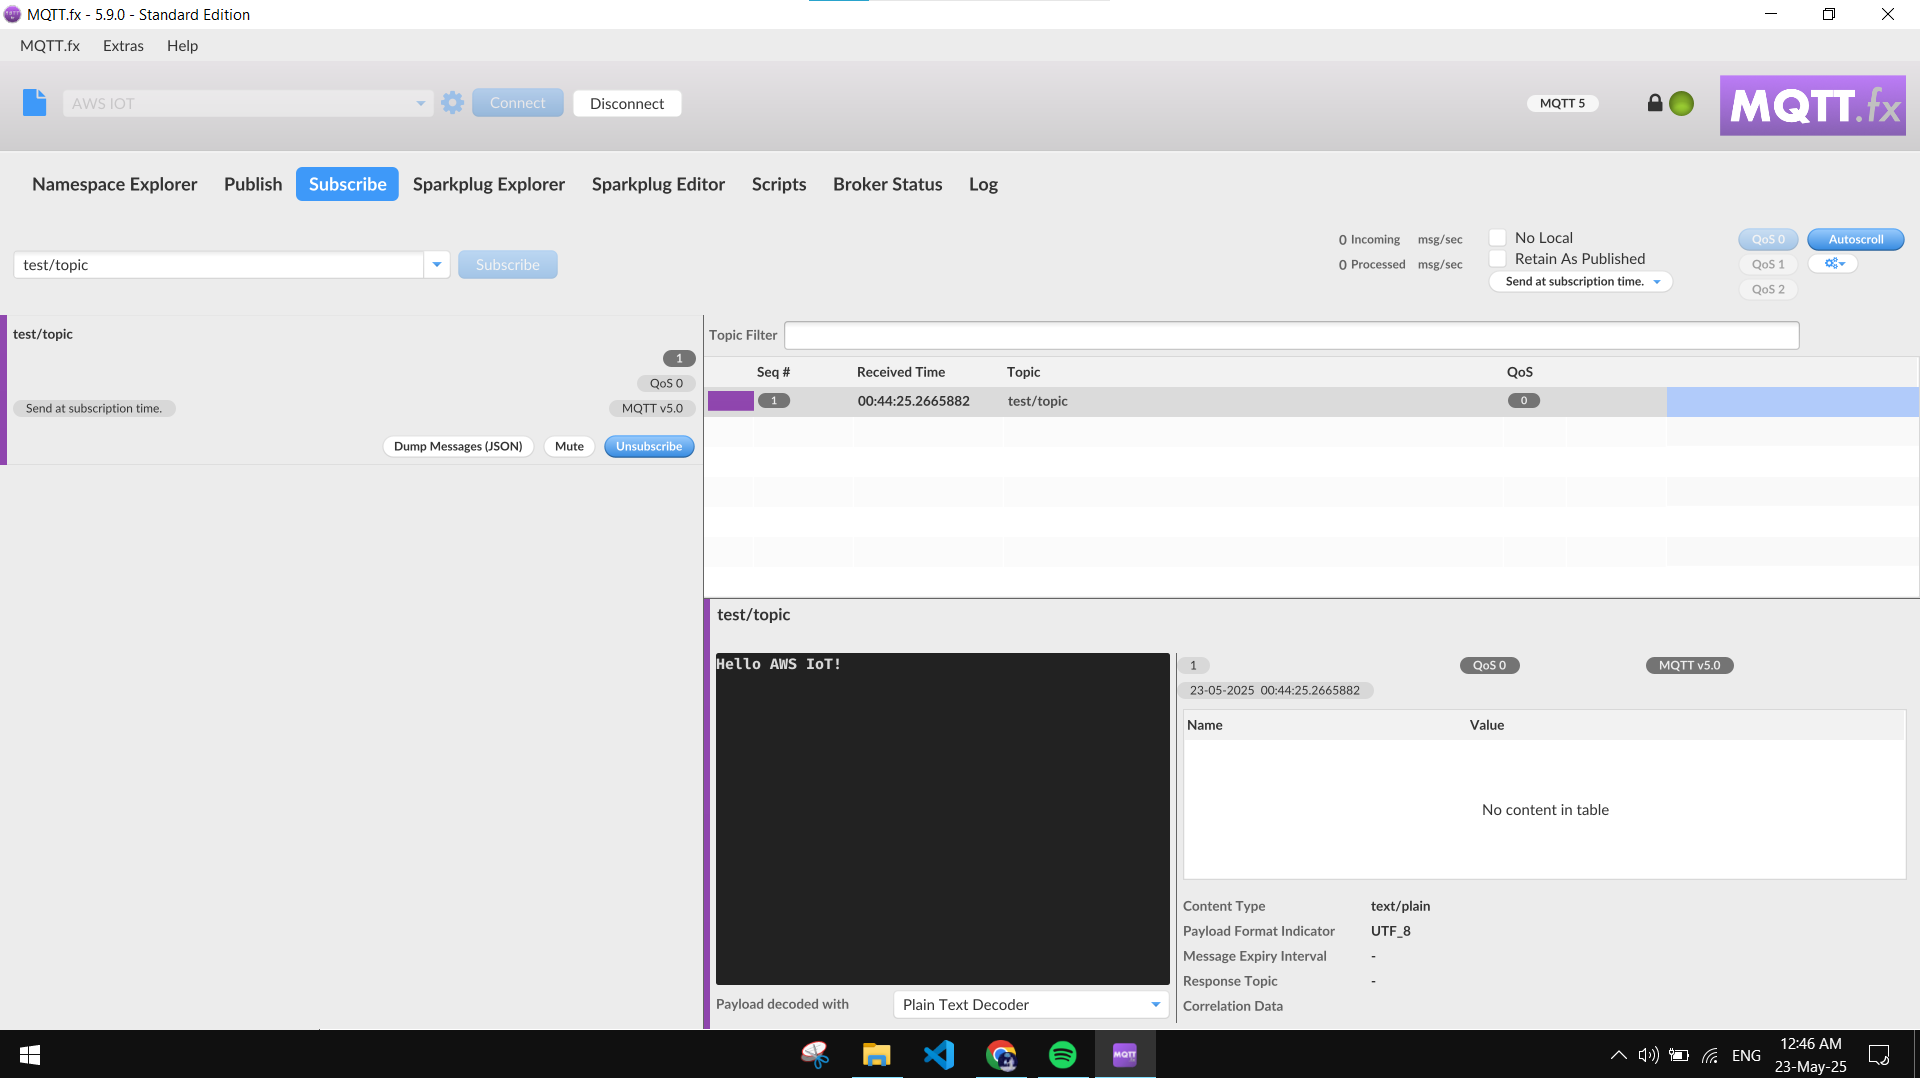 MQTT.fx - 5.9.0 - Standard Edition
MQTT.fx Extras Help
AWS IOT Connect Disconnect MQTT 5 MQTT.fx
Namespace Explorer Publish Subscribe Sparkplug Explorer Sparkplug Editor Scripts Broker Status Log
0 Incoming msg/sec No Local QoS 0 Autoscroll
test/topic Subscribe 0 Processed msg/sec Retain As Published QoS 1
Send at subscription time. QoS 2
test/topic
1
QoS 0
Send at subscription time. MQTT v5.0
Dump Messages (JSON) Mute Unsubscribe
Topic Filter
Seq # Received Time Topic QoS
1 00:44:25.2665882 test/topic 0
test/topic
Hello AWS IoT!
Payload decoded with Plain Text Decoder
1 QoS 0 MQTT v5.0
23-05-2025 00:44:25.2665882
Name Value
No content in table
Content Type text/plain
Payload Format Indicator UTF_8
Message Expiry Interval -
Response Topic -
Correlation Data
MQTT ENG 12:46 AM
23-May-25